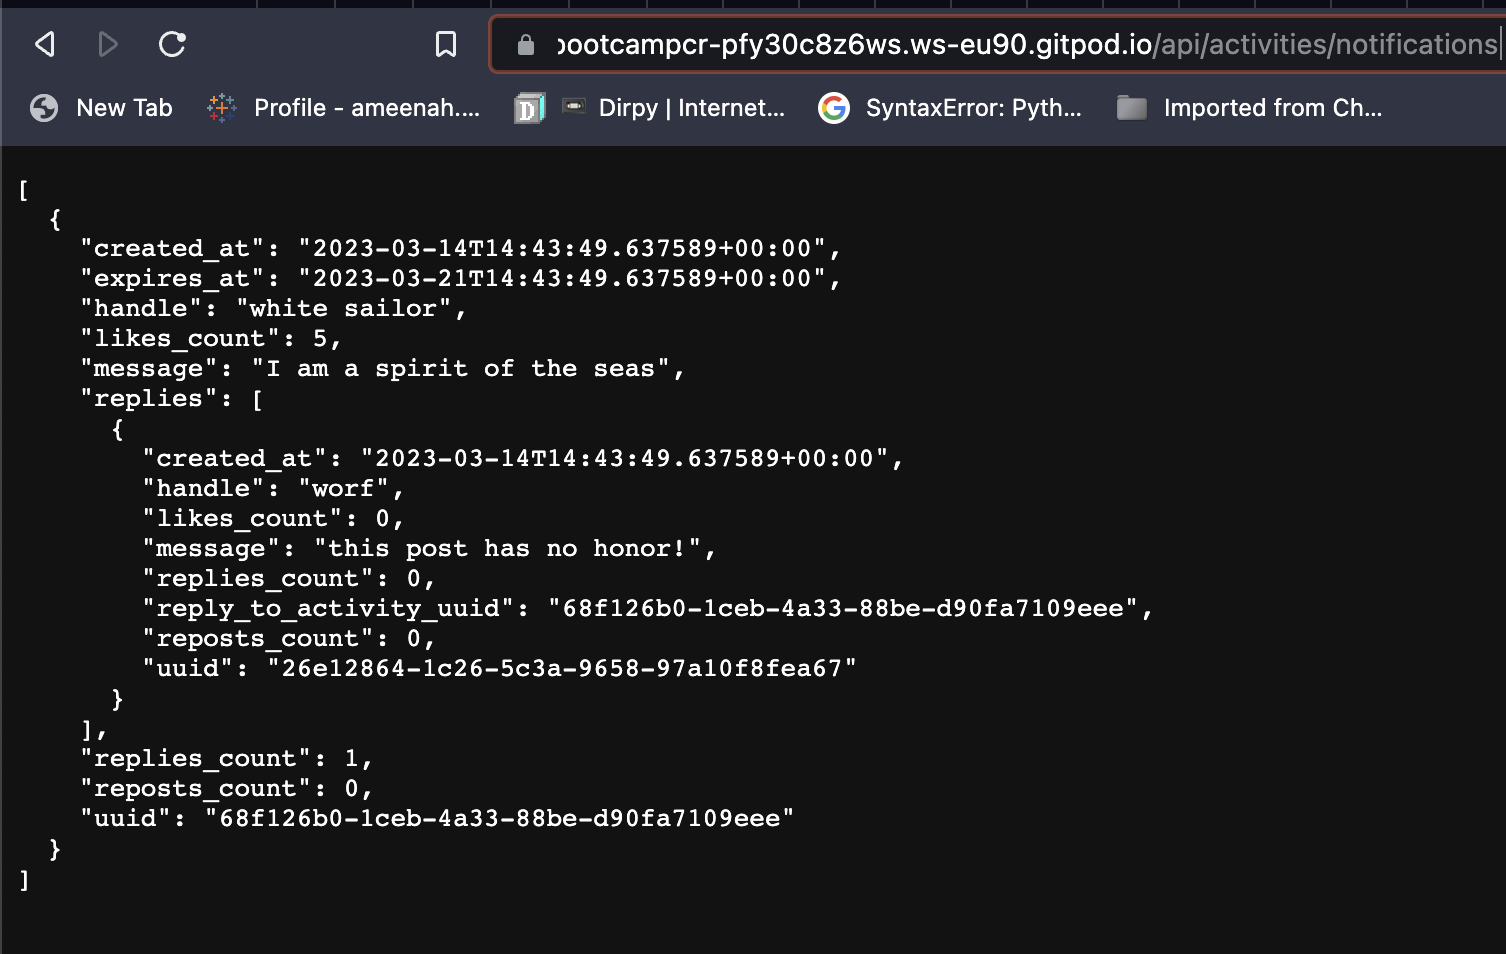 ootcampcr-pfy30c8z6ws.ws-eu90.gitpod.io/api/activities/notifications
New Tab Profile - ameenah.... Dirpy | Internet... SyntaxError: Pyth... Imported from Ch...
[
{
"created_at": "2023-03-14T14:43:49.637589+00:00",
"expires_at": "2023-03-21T14:43:49.637589+00:00",
"handle": "white sailor",
"likes_count": 5,
"message": "I am a spirit of the seas",
"replies": [
{
"created_at": "2023-03-14T14:43:49.637589+00:00",
"handle": "worf",
"likes_count": 0,
"message": "this post has no honor!",
"replies_count": 0,
"reply_to_activity_uuid": "68f126b0-1ceb-4a33-88be-d90fa7109eee",
"reposts_count": 0,
"uuid": "26e12864-1c26-5c3a-9658-97a10f8fea67"
}
],
"replies_count": 1,
"reposts_count": 0,
"uuid": "68f126b0-1ceb-4a33-88be-d90fa7109eee"
}
]